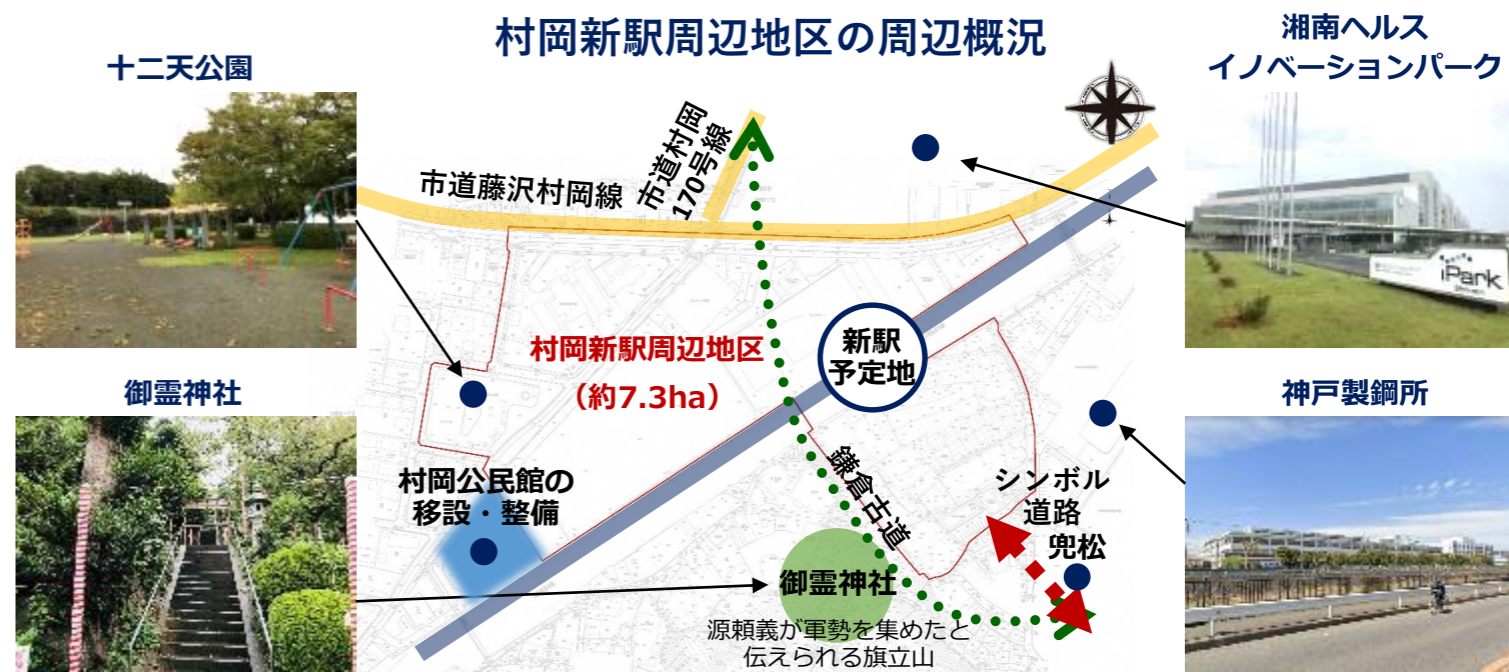 村岡新駅周辺地区の周辺概況
十二天公園
湘南ヘルス
イノベーションパーク
市道村岡
170号線
市道藤沢村岡線
iPark
村岡新駅周辺地区
（約7.3ha）
新駅
予定地
御霊神社
神戸製鋼所
村岡公民館の
移設・整備
鎌倉古道
シンボル
道路
兜松
御霊神社
源頼義が軍勢を集めたと
伝えられる旗立山